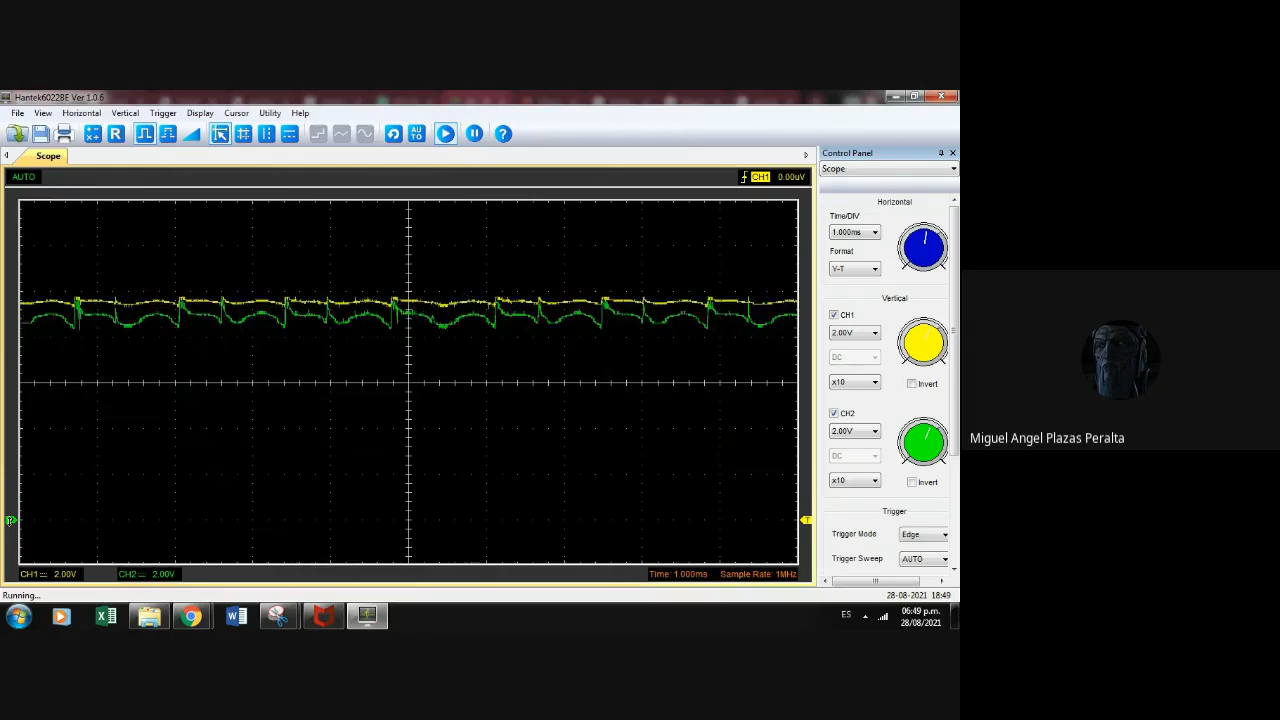 Hantek6022BE Ver 1.0.6
File View Horizontal Vertical Trigger Display Cursor Utility Help
R AU TO ?
Scope
Control Panel
Scope
AUTO
CH1 0.00uV
Horizontal
Time/DIV
1.000ms
Format
Y-T
Vertical
CH1
2.00V
DC
x10
Invert
CH2
2.00V
DC
x10
Invert
Trigger
Trigger Mode Edge
Trigger Sweep AUTO
T
CH1 2.00V CH2 2.00V Time: 1.000ms Sample Rate: 1MHz
Running...
28-08-2021 18:49
ES
06:49 p.m.
28/08/2021
Miguel Angel Plazas Peralta